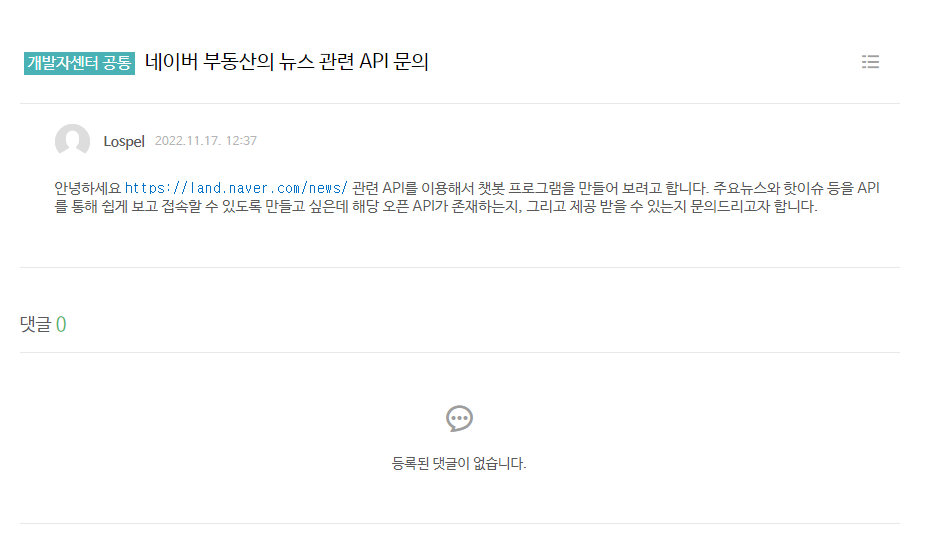 개발자센터 공통 네이버 부동산의 뉴스 관련 API 문의
Lospel 2022.11.17. 12:37
안녕하세요 https://land.naver.com/news/ 관련 API를 이용해서 챗봇 프로그램을 만들어 보려고 합니다. 주요뉴스와 핫이슈 등을 API
를 통해 쉽게 보고 접속할 수 있도록 만들고 싶은데 해당 오픈 API가 존재하는지, 그리고 제공 받을 수 있는지 문의드리고자 합니다.
댓글 0
등록된 댓글이 없습니다.